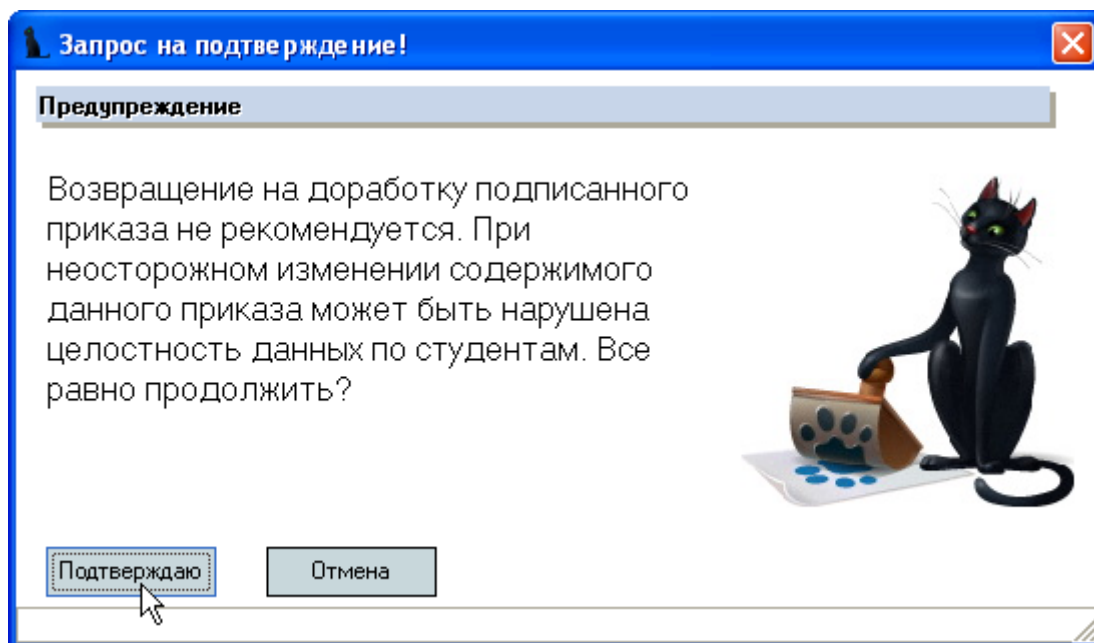 Запрос на подтверждение!
Предупреждение
Возвращение на доработку подписанного
приказа не рекомендуется. При
неосторожном изменении содержимого
данного приказа может быть нарушена
целостность данных по студентам. Все
равно продолжить?
Подтверждаю Отмена